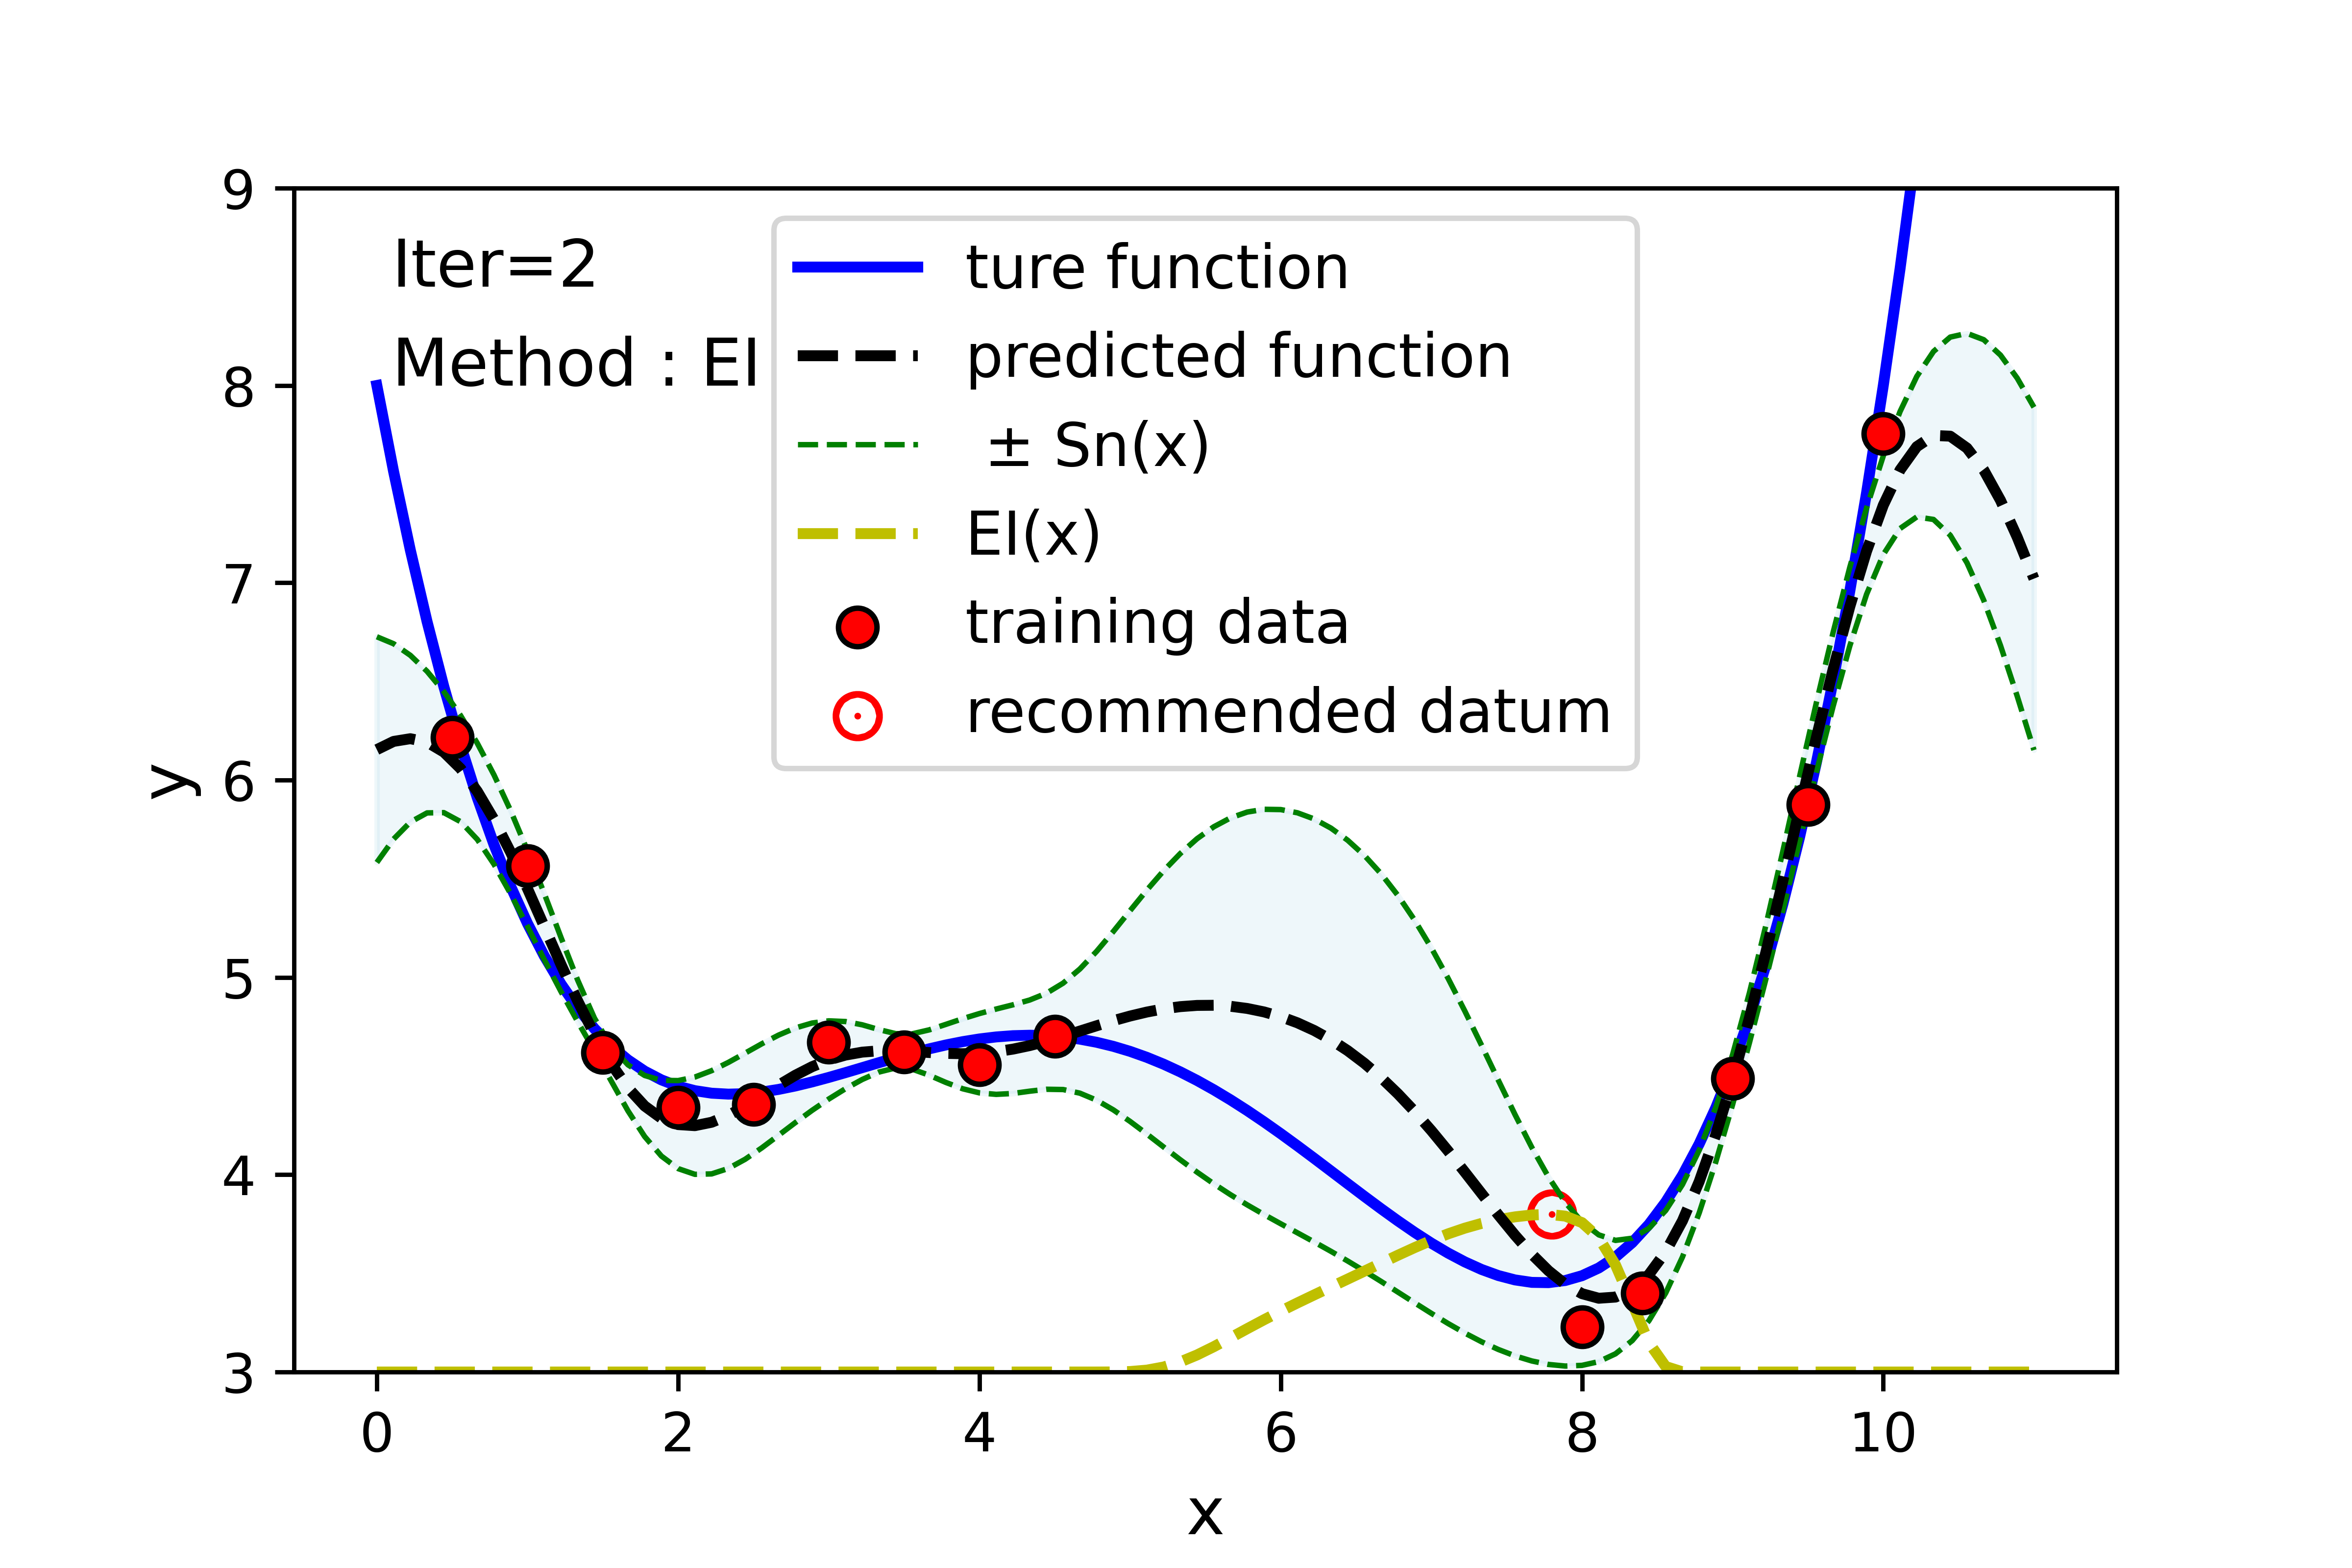 Iter=2
Method : EI
ture function
predicted function
± Sn(x)
EI(x)
training data
recommended datum
y
9
8
7
6
5
4
3
0 2 4 6 8 10
x